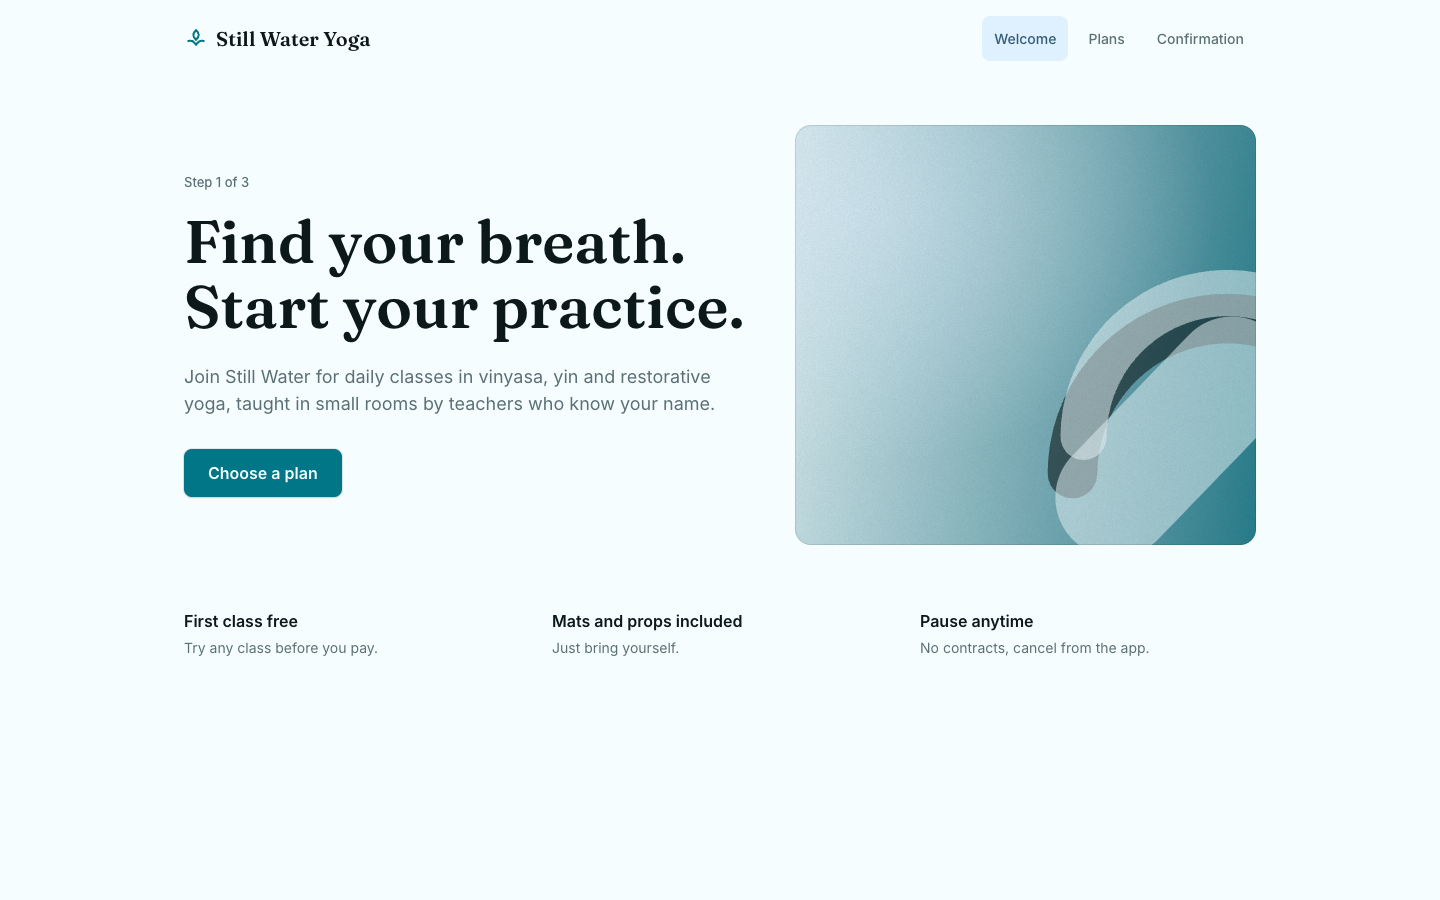 Still Water Yoga
Welcome
Plans
Confirmation
Step 1 of 3
Find your breath.
Start your practice.
Join Still Water for daily classes in vinyasa, yin and restorative
yoga, taught in small rooms by teachers who know your name.
Choose a plan
First class free
Try any class before you pay.
Mats and props included
Just bring yourself.
Pause anytime
No contracts, cancel from the app.